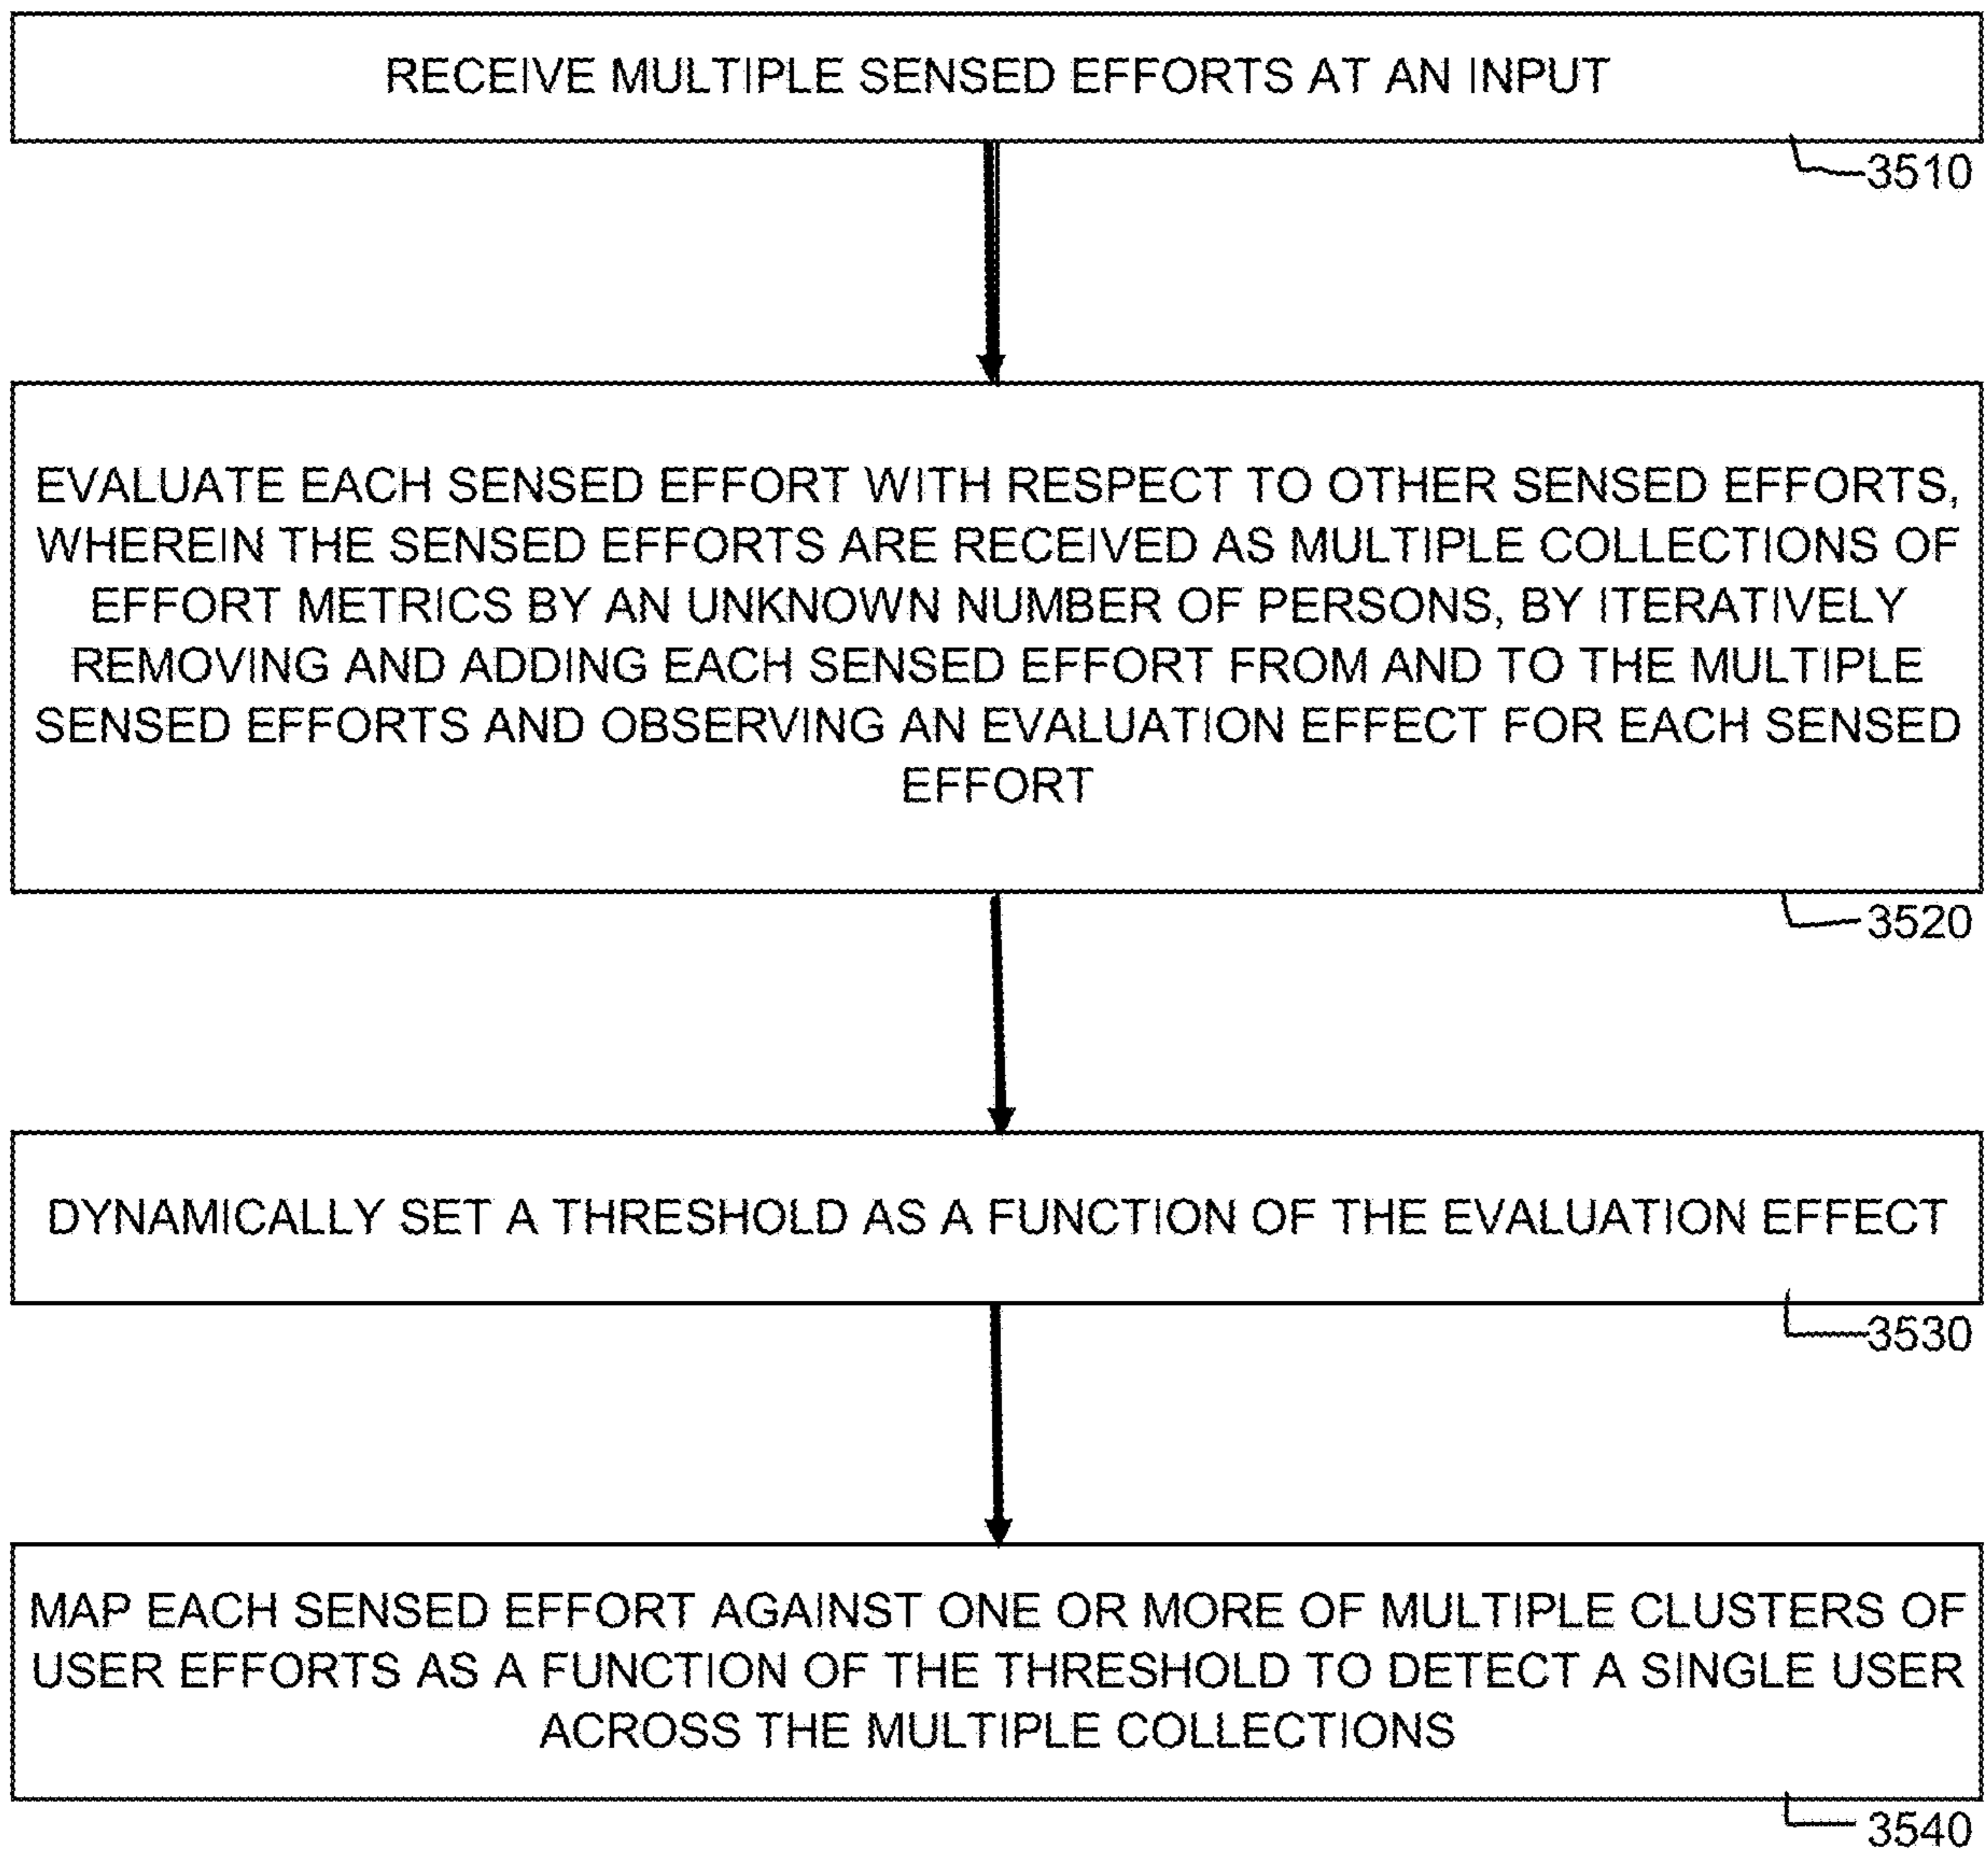 RECEIVE MULTIPLE SENSED EFFORTS AT AN INPUT
3510
EVALUATE EACH SENSED EFFORT WITH RESPECT TO OTHER SENSED EFFORTS,
WHEREIN THE SENSED EFFORTS ARE RECEIVED AS MULTIPLE COLLECTIONS OF
EFFORT METRICS BY AN UNKNOWN NUMBER OF PERSONS, BY ITERATIVELY
REMOVING AND ADDING EACH SENSED EFFORT FROM AND TO THE MULTIPLE
SENSED EFFORTS AND OBSERVING AN EVALUATION EFFECT FOR EACH SENSED
EFFORT
3520
DYNAMICALLY SET A THRESHOLD AS A FUNCTION OF THE EVALUATION EFFECT
3530
MAP EACH SENSED EFFORT AGAINST ONE OR MORE OF MULTIPLE CLUSTERS OF
USER EFFORTS AS A FUNCTION OF THE THRESHOLD TO DETECT A SINGLE USER
ACROSS THE MULTIPLE COLLECTIONS
3540